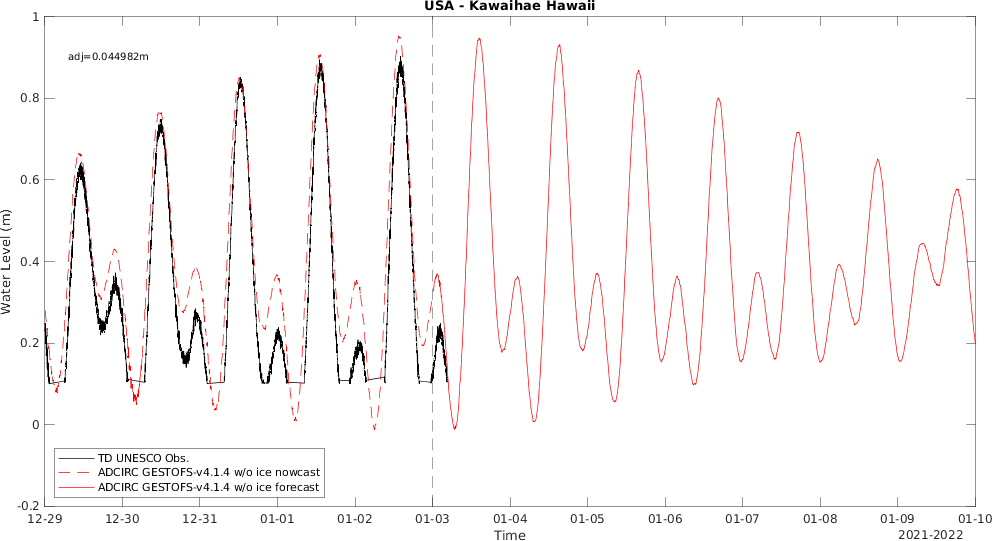 USA - Kawaihae Hawaii
adj=0.044982m
1
0.8
0.6
0.4
0.2
0
-0.2
Water Level (m)
TD UNESCO Obs.
ADCIRC GESTOFS-v4.1.4 w/o ice nowcast
ADCIRC GESTOFS-v4.1.4 w/o ice forecast
12-29 12-30 12-31 01-01 01-02 01-03 01-04 01-05 01-06 01-07 01-08 01-09 01-10
Time
2021-2022